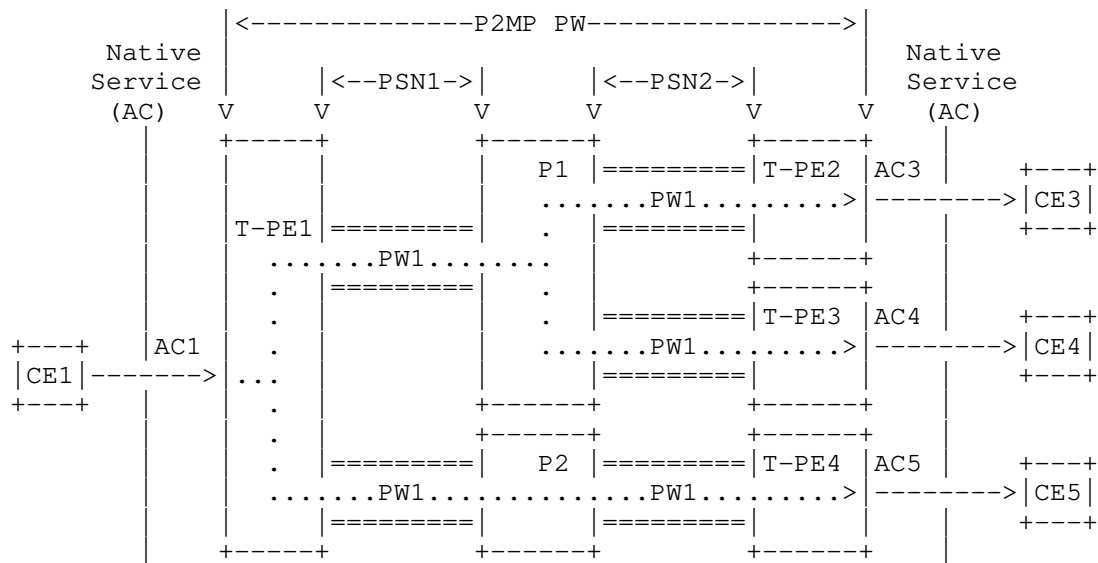 |<--------------P2MP PW---------------->|
Native | | Native
Service | |<--PSN1->| |<--PSN2->| | Service
(AC) V V V V V V (AC)
| +-----+ +------+ +------+ |
| | | | P1 |=========|T-PE2 |AC3 | +---+
| | | | .......PW1.........>|-------->|CE3|
| |T-PE1|=========| . |=========| | | +---+
| | .......PW1........ | +------+ |
| | . |=========| . | +------+ |
| | . | | . |=========|T-PE3 |AC4 | +---+
+---+ |AC1 | . | | .......PW1.........>|-------->|CE4|
|CE1|------->|... | | |=========| | | +---+
+---+ | | . | +------+ +------+ |
| | . | +------+ +------+ |
| | . |=========| P2 |=========|T-PE4 |AC5 | +---+
| | .......PW1..............PW1.........>|-------->|CE5|
| | |=========| |=========| | | +---+
| +-----+ +------+ +------+ |